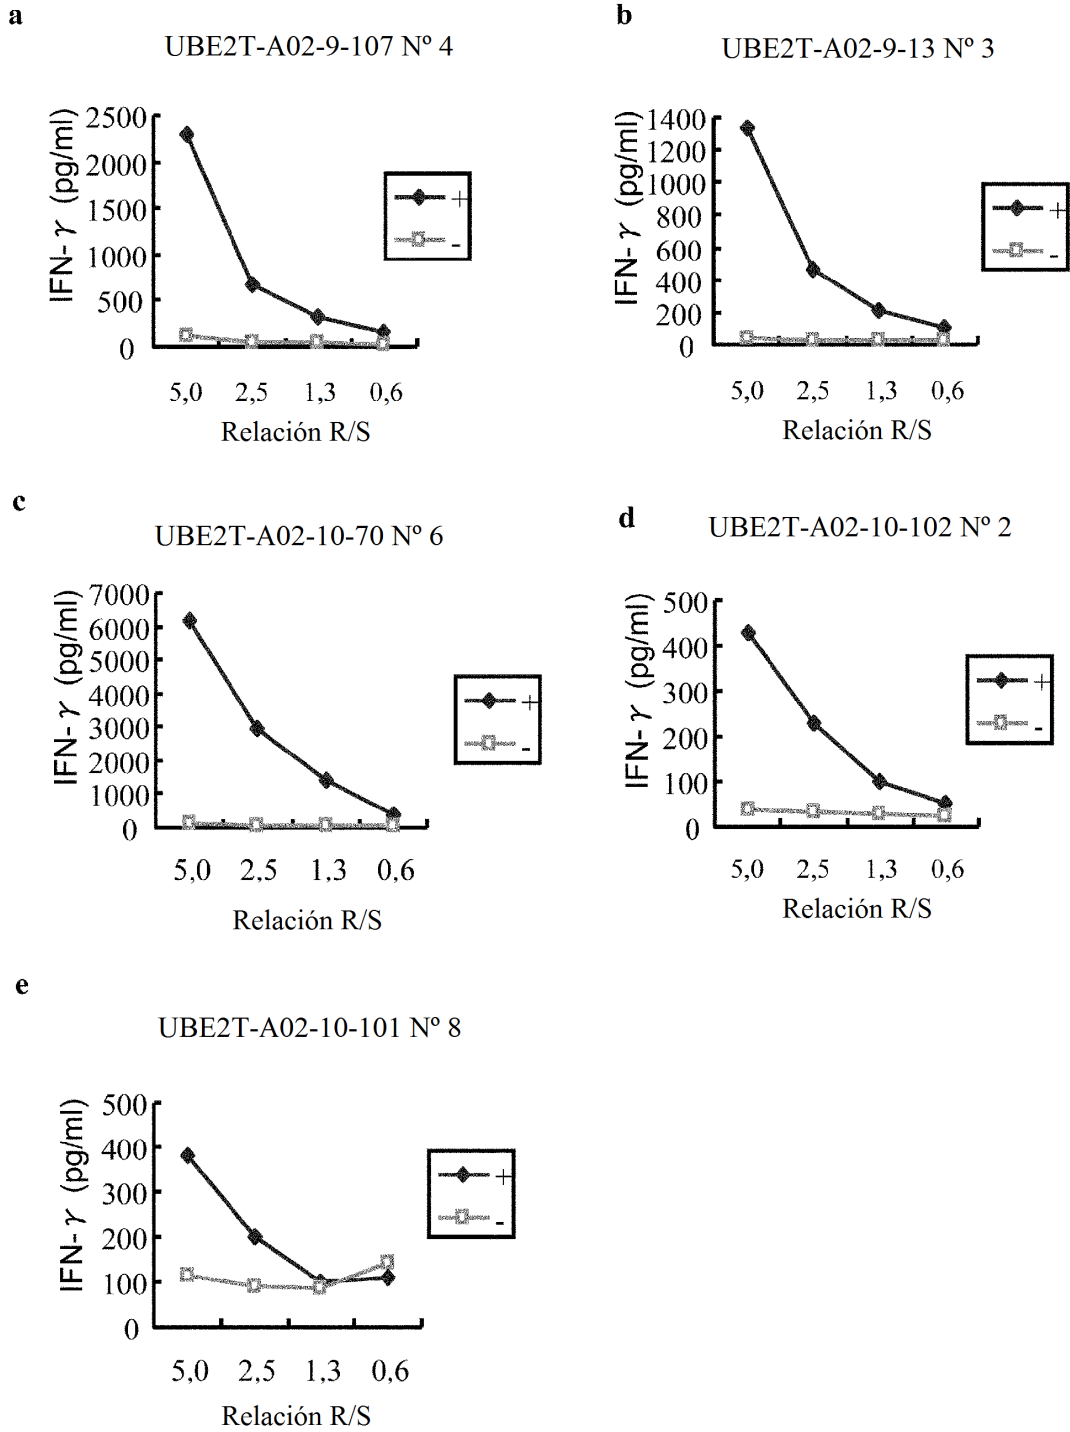 a
UBE2T-A02-9-107 Nº 4
IFN-γ (pg/ml)
2500
2000
1500
1000
500
0
5,0 2,5 1,3 0,6
Relación R/S
+
-
b
UBE2T-A02-9-13 Nº 3
IFN-γ (pg/ml)
1400
1200
1000
800
600
400
200
0
5,0 2,5 1,3 0,6
Relación R/S
+
-
c
UBE2T-A02-10-70 Nº 6
IFN-γ (pg/ml)
7000
6000
5000
4000
3000
2000
1000
0
5,0 2,5 1,3 0,6
Relación R/S
+
-
d
UBE2T-A02-10-102 Nº 2
IFN-γ (pg/ml)
500
400
300
200
100
0
5,0 2,5 1,3 0,6
Relación R/S
+
-
e
UBE2T-A02-10-101 Nº 8
IFN-γ (pg/ml)
500
400
300
200
100
0
5,0 2,5 1,3 0,6
Relación R/S
+
-